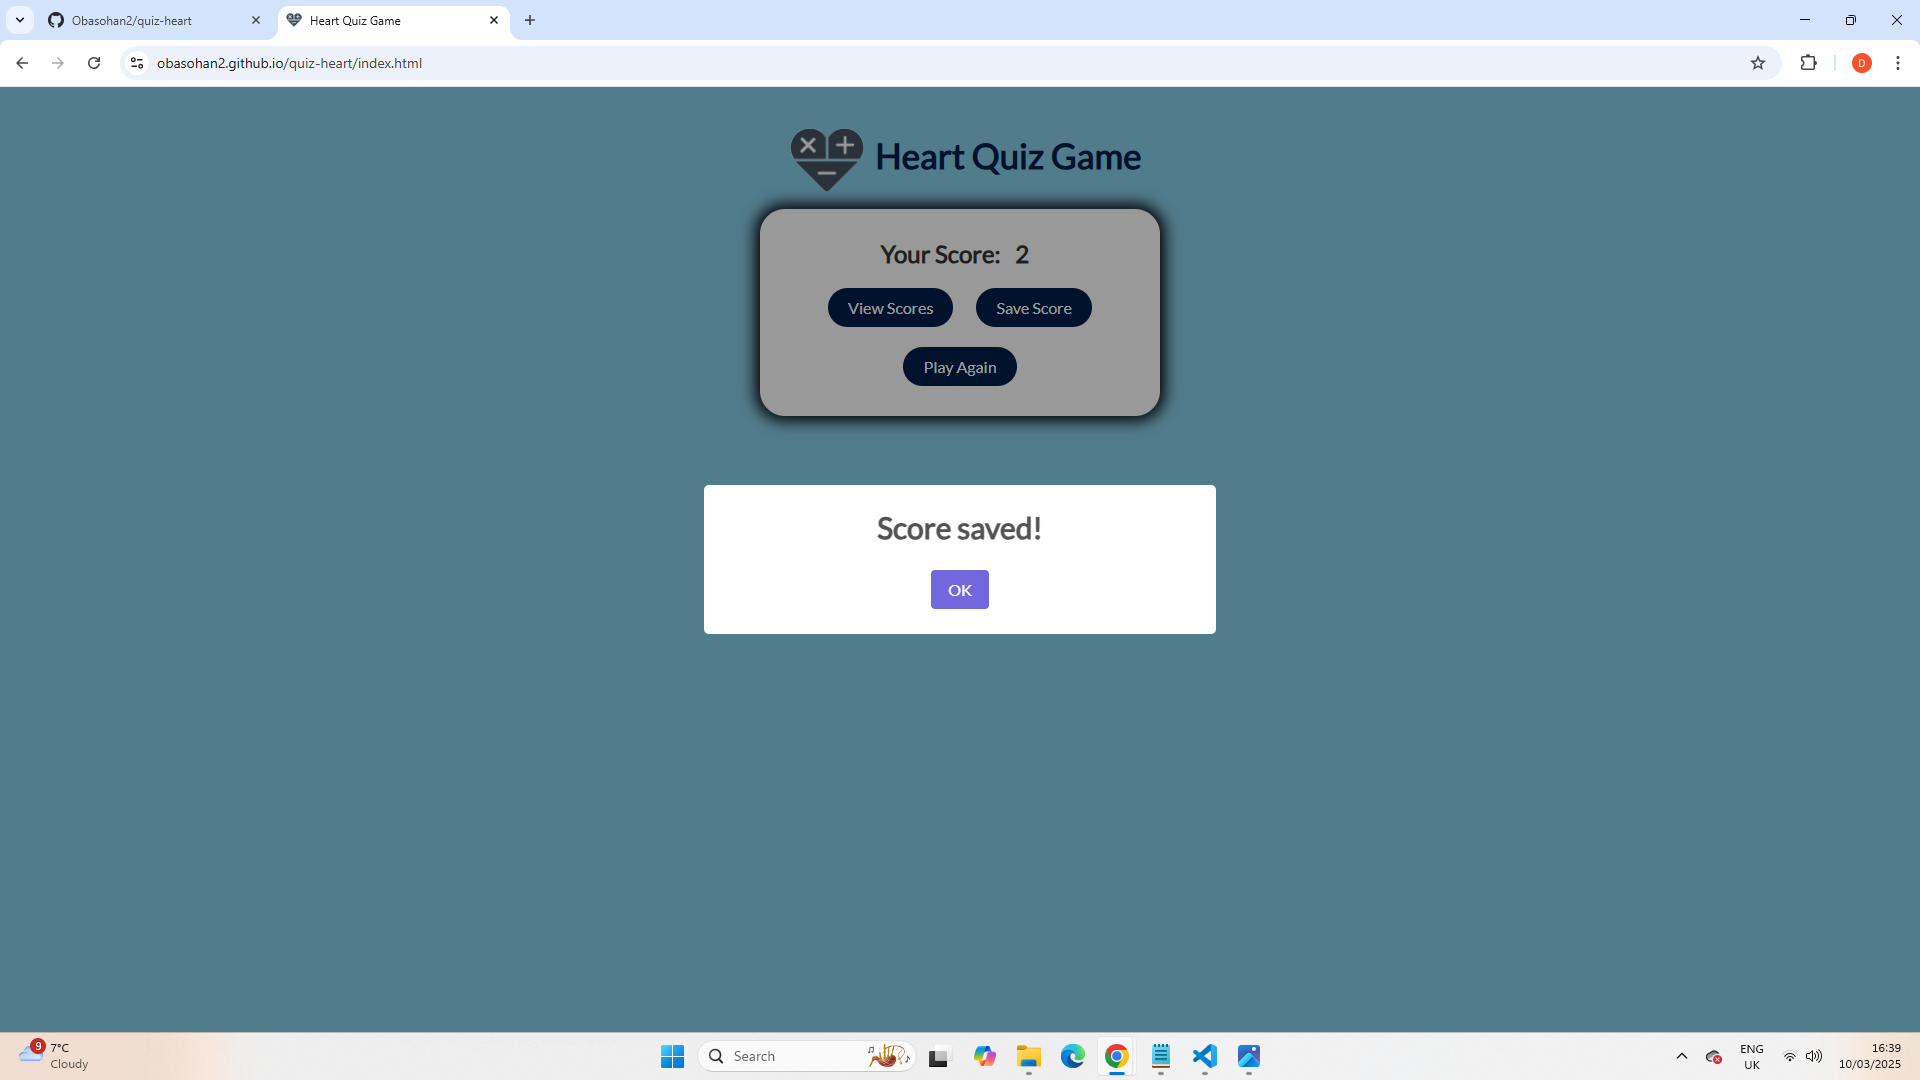 Obasohan2/quiz-heart
Heart Quiz Game
obasohan2.github.io/quiz-heart/index.html
D
Heart Quiz Game
Your Score: 2
View Scores
Save Score
Play Again
Score saved!
OK
9
7°C
Cloudy
Search
ENG
UK
16:39
10/03/2025